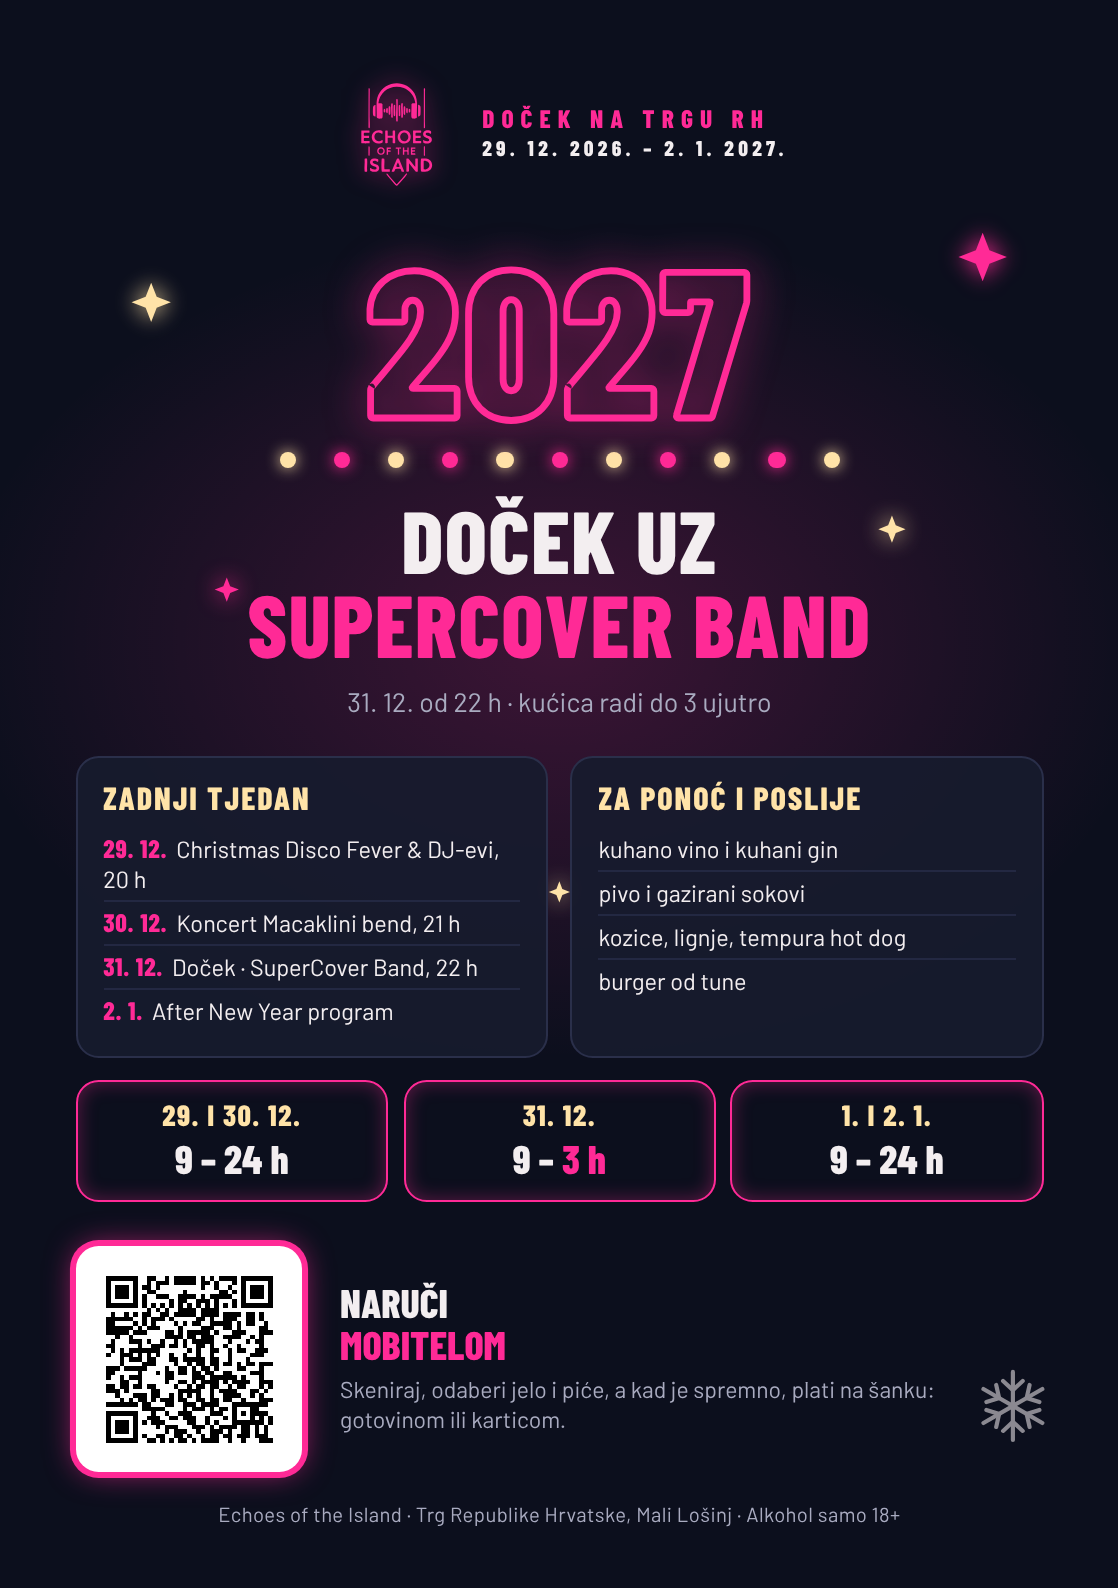 ECHOES
OF THE
ISLAND
DOČEK NA TRGU RH
29. 12. 2026. – 2. 1. 2027.
2027
DOČEK UZ
SUPERCOVER BAND
31. 12. od 22 h · kućica radi do 3 ujutro
ZADNJI TJEDAN
29. 12. Christmas Disco Fever & DJ-evi,
20 h
30. 12. Koncert Macaklini bend, 21 h
31. 12. Doček · SuperCover Band, 22 h
2. 1. After New Year program
ZA PONOĆ I POSLIJE
kuhano vino i kuhani gin
pivo i gazirani sokovi
kozice, lignje, tempura hot dog
burger od tune
29. I 30. 12.
9 – 24 h
31. 12.
9 – 3 h
1. I 2. 1.
9 – 24 h
NARUČI
MOBITELOM
Skeniraj, odaberi jelo i piće, a kad je spremno, plati na šanku:
gotovinom ili karticom.
Echoes of the Island · Trg Republike Hrvatske, Mali Lošinj · Alkohol samo 18+